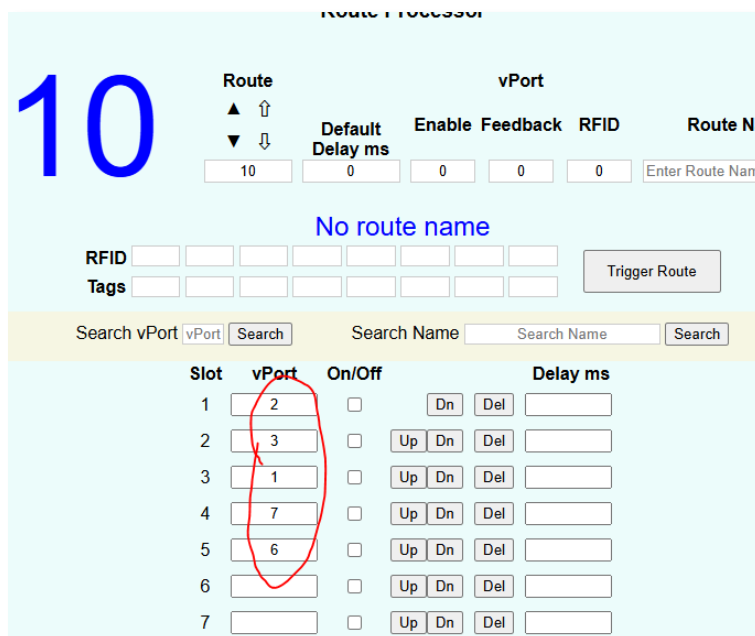 Route Processor
10
Route vPort
▲ ⇧
▼ ⇩
Default Delay ms Enable Feedback RFID Route N
10 0 0 0 0 Enter Route Nam
No route name
RFID
Tags
Trigger Route
Search vPort vPort Search Search Name Search Name Search
Slot vPort On/Off Delay ms
1 2 Dn Del
2 3 Up Dn Del
3 1 Up Dn Del
4 7 Up Dn Del
5 6 Up Dn Del
6 Up Dn Del
7 Up Dn Del